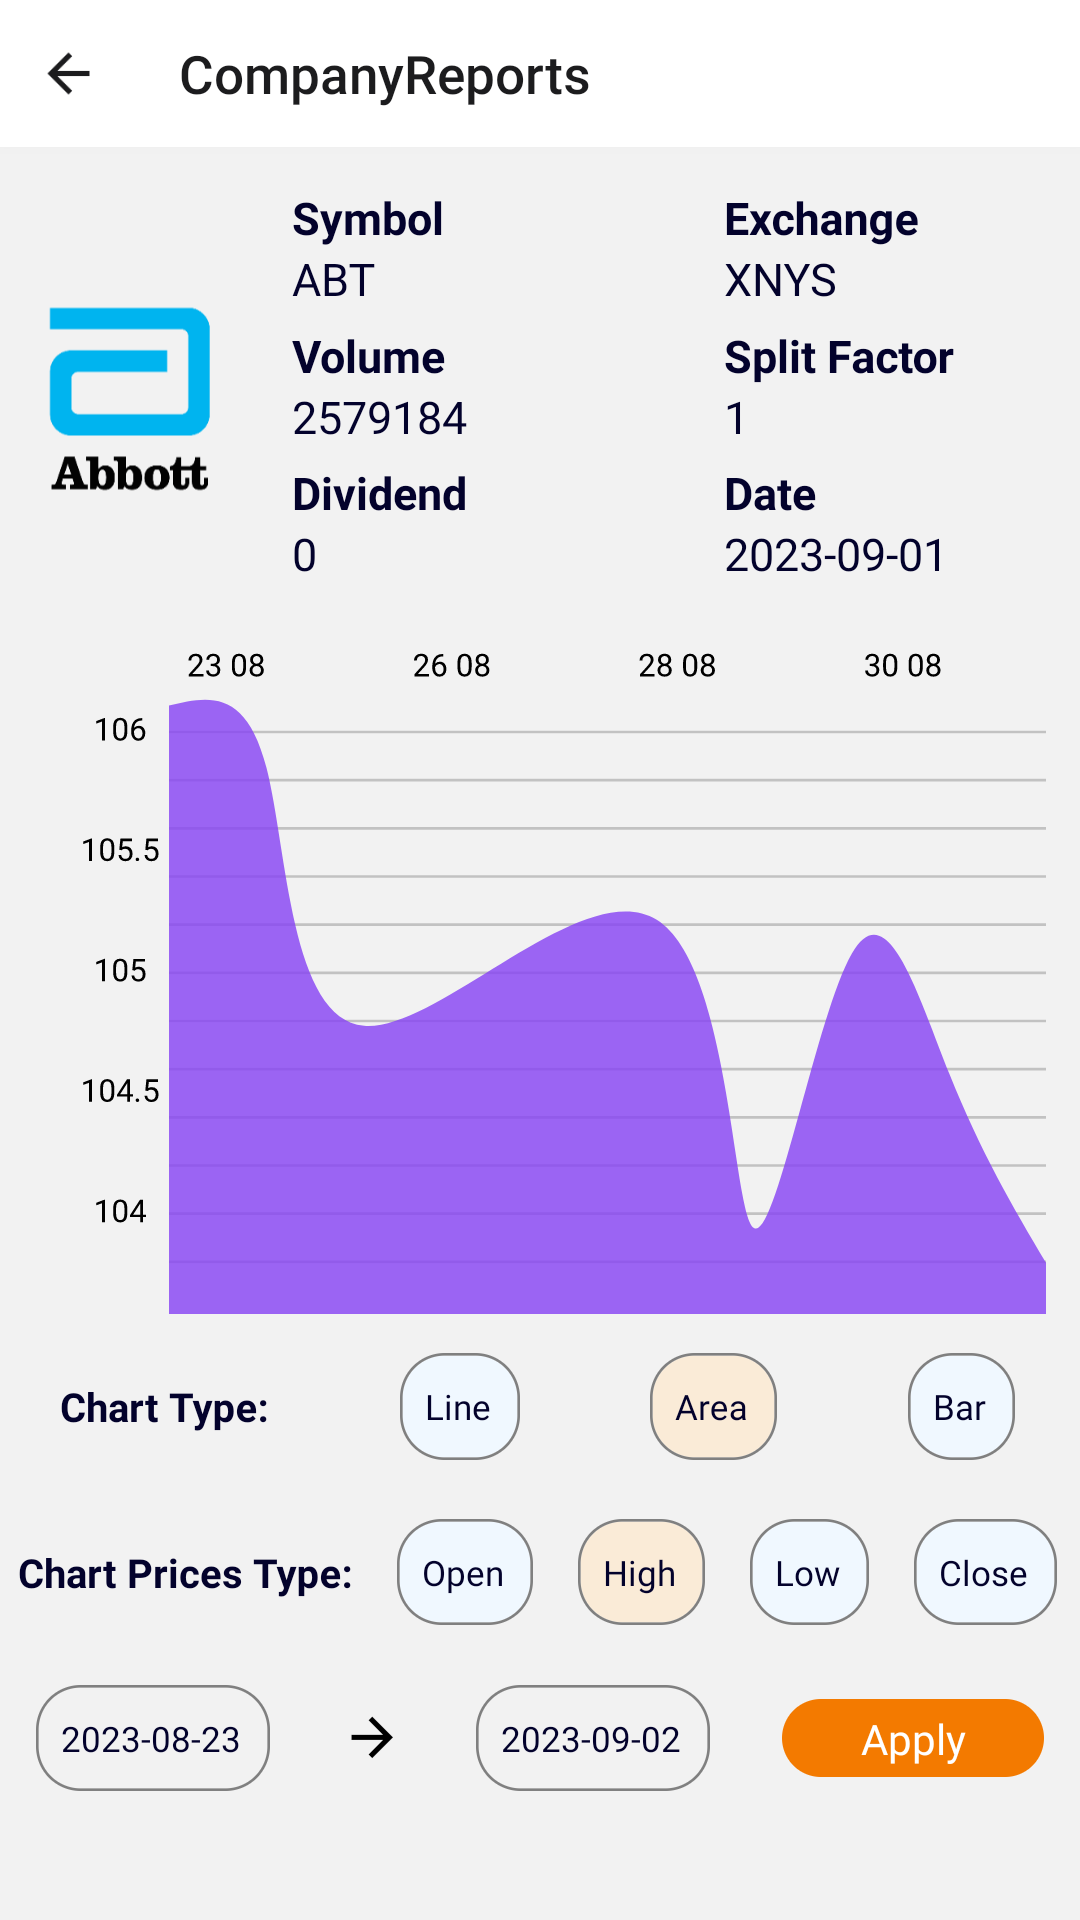 CompanyReports
Symbol
ABT
Exchange
XNYS
Volume
2579184
Split Factor
1
Dividend
0
Date
2023-09-01
Abbott
23 08 26 08 28 08 30 08
106
105.5
105
104.5
104
Chart Type: Line Area Bar
Chart Prices Type: Open High Low Close
2023-08-23 2023-09-02 Apply